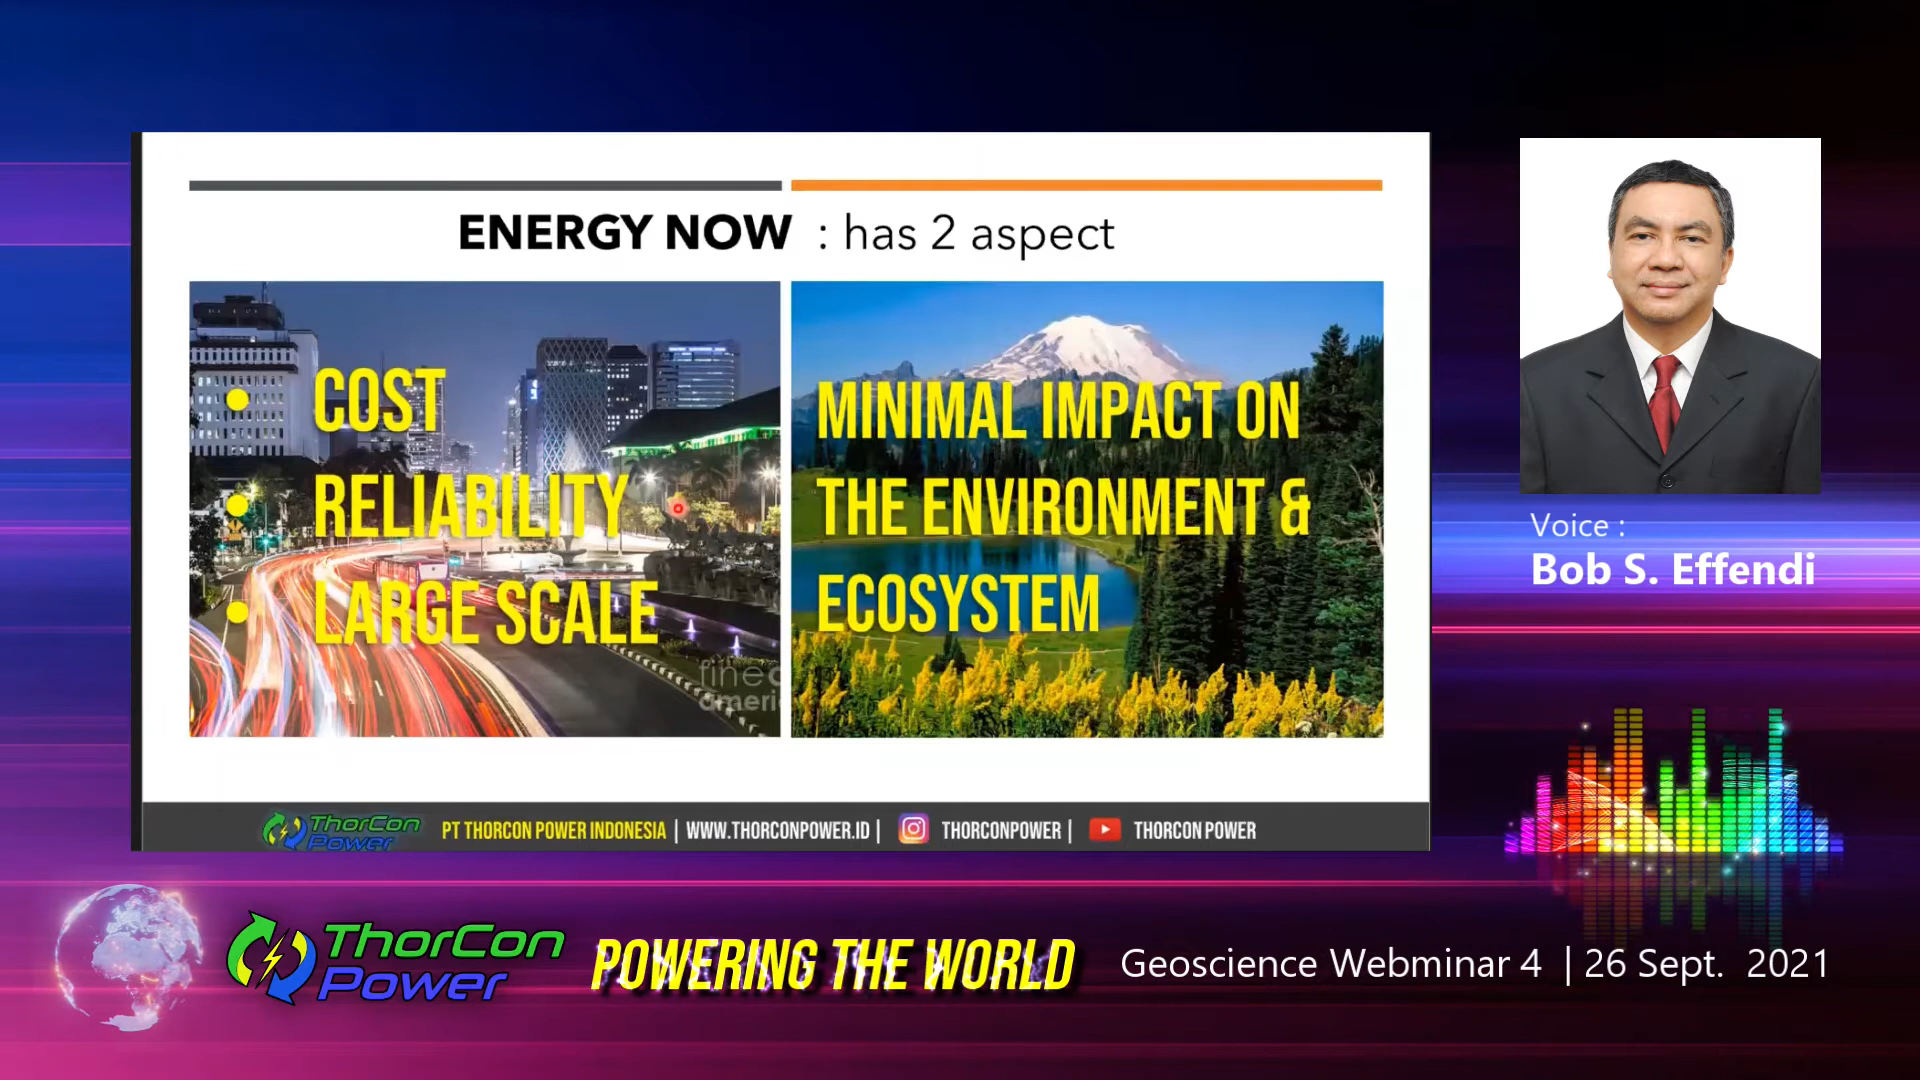 ENERGY NOW : has 2 aspect
• COST
• RELIABILITY
• LARGE SCALE
MINIMAL IMPACT ON
THE ENVIRONMENT &
ECOSYSTEM
ThorCon
Power
PT THORCON POWER INDONESIA | WWW.THORCONPOWER.ID | THORCONPOWER | THORCON POWER
Voice :
Bob S. Effendi
ThorCon
Power
POWERING THE WORLD
Geoscience Webminar 4 | 26 Sept. 2021